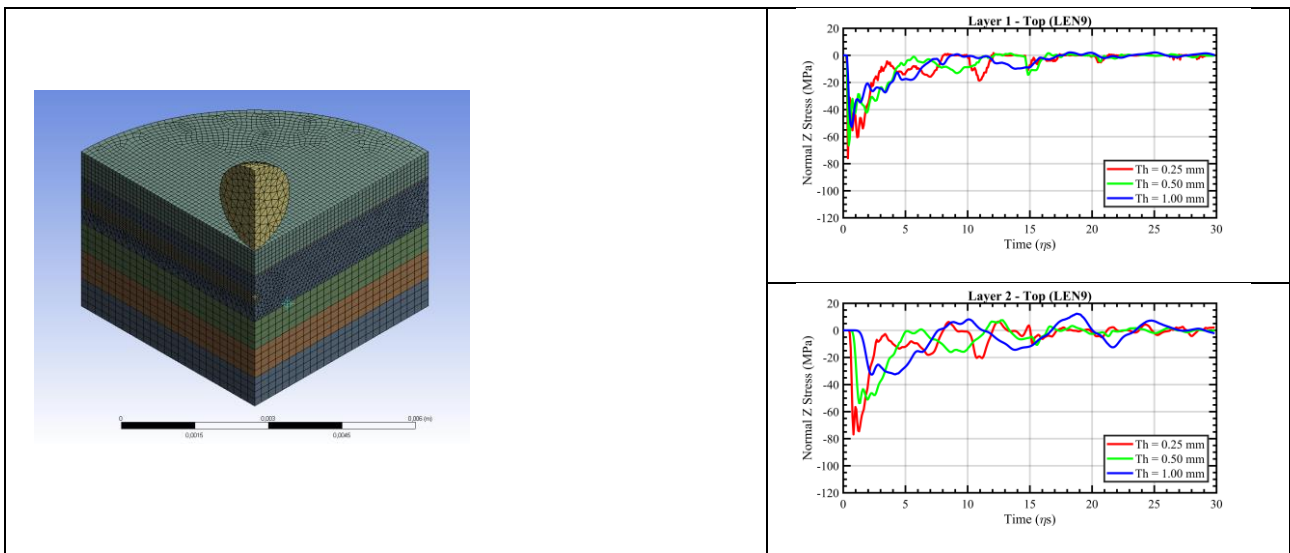 0
0,003
0,006 (m)
0,0015
0,0045
Layer 1 - Top (LEN9)
Normal Z Stress (MPa)
20
0
-20
-40
-60
-80
-100
-120
Th = 0.25 mm
Th = 0.50 mm
Th = 1.00 mm
0 5 10 15 20 25 30
Time (ηs)
Layer 2 - Top (LEN9)
Normal Z Stress (MPa)
20
0
-20
-40
-60
-80
-100
-120
Th = 0.25 mm
Th = 0.50 mm
Th = 1.00 mm
0 5 10 15 20 25 30
Time (ηs)